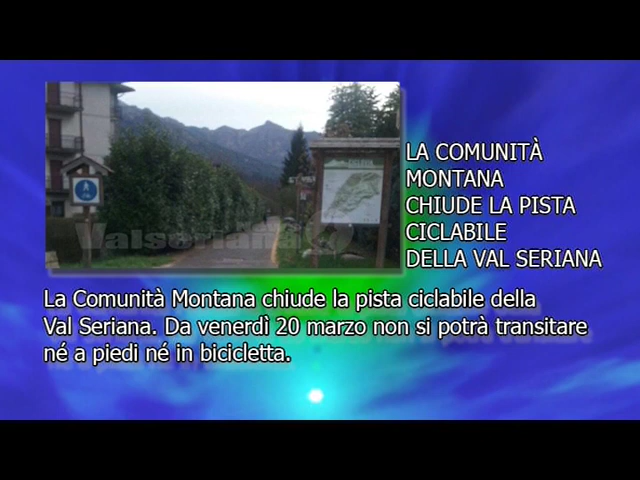 LA COMUNITÀ
MONTANA
CHIUDE LA PISTA
CICLABILE
DELLA VAL SERIANA
Valseriana
La Comunità Montana chiude la pista ciclabile della
Val Seriana. Da venerdì 20 marzo non si potrà transitare
né a piedi né in bicicletta.